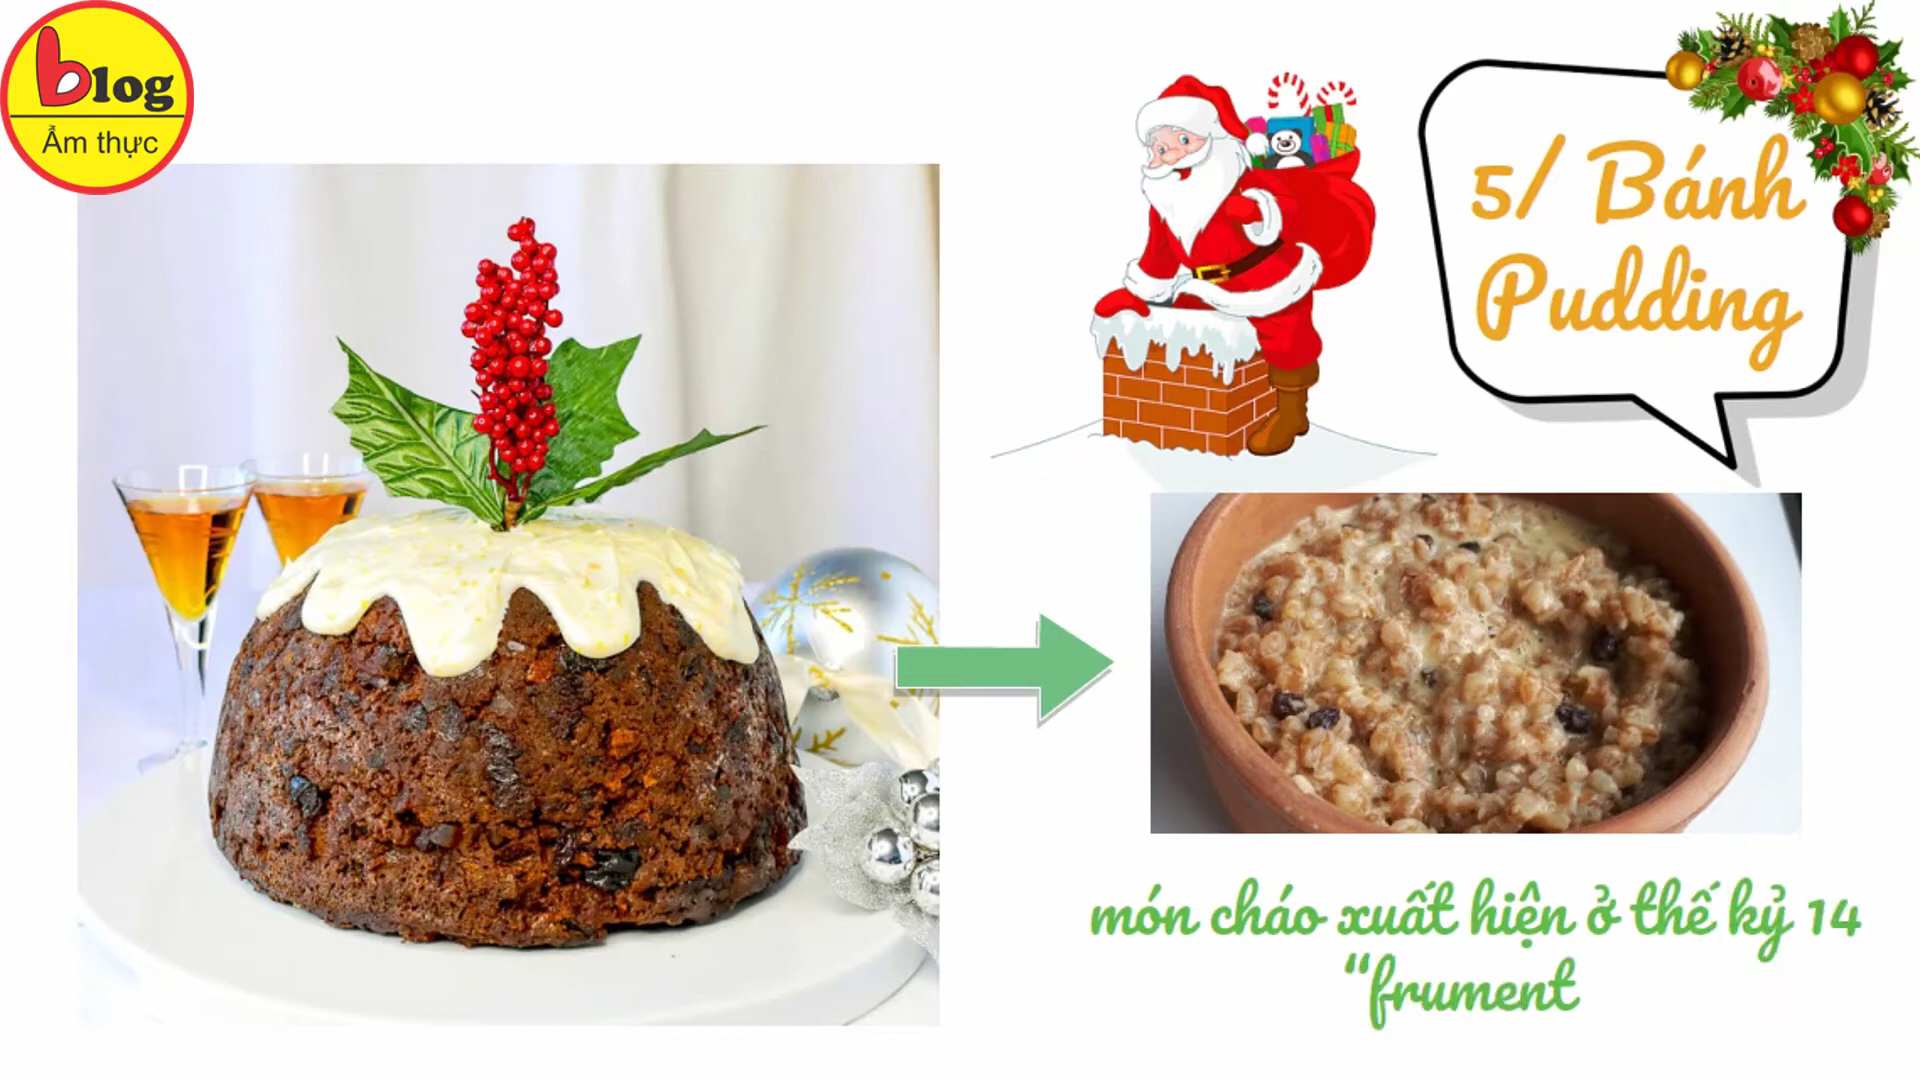 blog
Ẩm thực
5/ Bánh
Pudding
món cháo xuất hiện ở thế kỷ 14
“frument